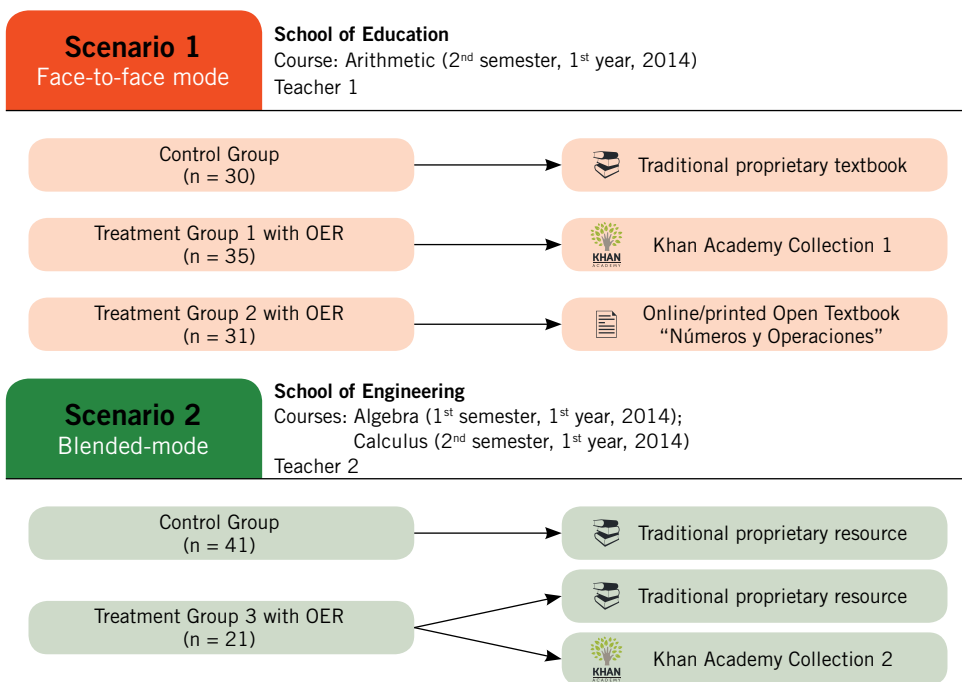 Scenario 1
Face-to-face mode
School of Education
Course: Arithmetic (2nd semester, 1st year, 2014)
Teacher 1
Control Group
(n = 30)
Traditional proprietary textbook
Treatment Group 1 with OER
(n = 35)
KHAN
ACADEMY
Khan Academy Collection 1
Treatment Group 2 with OER
(n = 31)
Online/printed Open Textbook
“Números y Operaciones”
Scenario 2
Blended-mode
School of Engineering
Courses: Algebra (1st semester, 1st year, 2014);
Calculus (2nd semester, 1st year, 2014)
Teacher 2
Control Group
(n = 41)
Traditional proprietary resource
Treatment Group 3 with OER
(n = 21)
Traditional proprietary resource
KHAN
ACADEMY
Khan Academy Collection 2